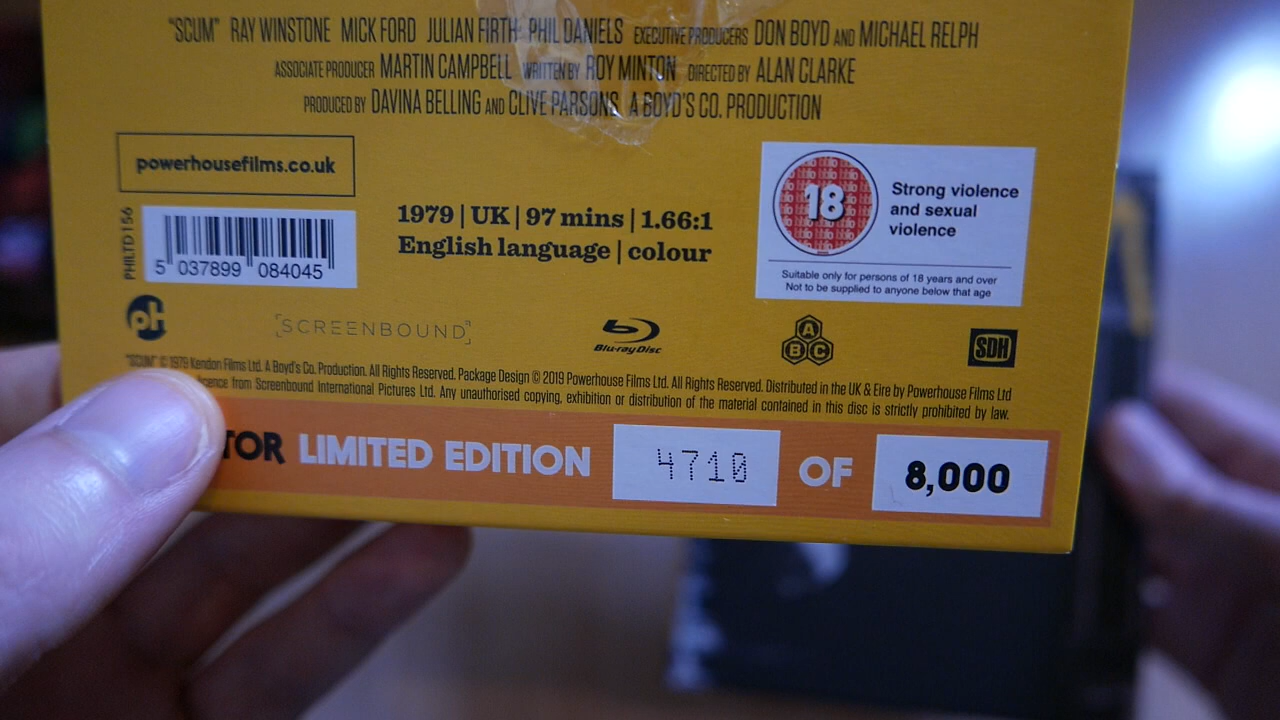 "SCUM" RAY WINSTONE MICK FORD JULIAN FIRTH PHIL DANIELS EXECUTIVE PRODUCERS DON BOYD AND MICHAEL RELPH
ASSOCIATE PRODUCER MARTIN CAMPBELL WRITTEN BY ROY MINTON DIRECTED BY ALAN CLARKE
PRODUCED BY DAVINA BELLING AND CLIVE PARSONS A BOYD'S CO. PRODUCTION
powerhousefilms.co.uk
PHILTD156
5 037899 084045
1979 | UK | 97 mins | 1.66:1
English language | colour
18
Strong violence
and sexual
violence
Suitable only for persons of 18 years and over
Not to be supplied to anyone below that age
pH
[SCREENBOUND]
Blu-ray Disc
A
B C
SDH
"SCUM" © 1979 Kendon Films Ltd. A Boyd's Co. Production. All Rights Reserved. Package Design © 2019 Powerhouse Films Ltd. All Rights Reserved. Distributed in the UK & Eire by Powerhouse Films Ltd
from Screenbound International Pictures Ltd. Any unauthorised copying, exhibition or distribution of the material contained in this disc is strictly prohibited by law.
TOR LIMITED EDITION 4710 OF 8,000